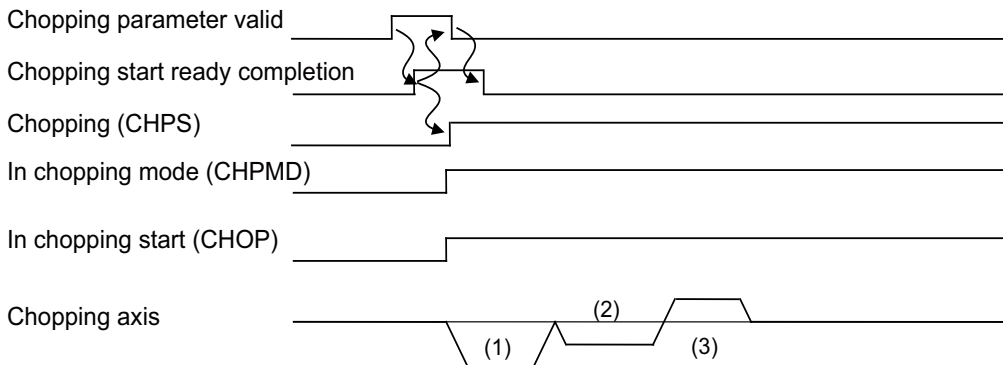 Chopping parameter valid
Chopping start ready completion
Chopping (CHPS)
In chopping mode (CHPMD)
In chopping start (CHOP)
Chopping axis
(1)
(2)
(3)